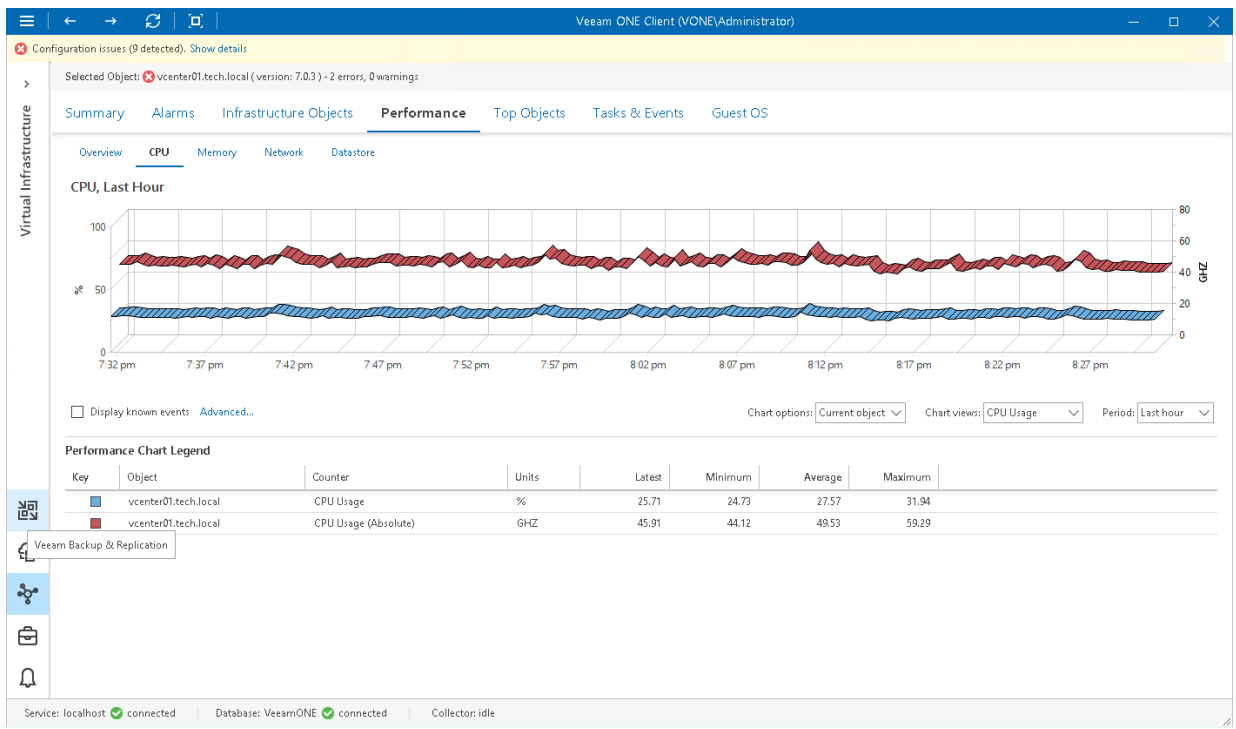 Veeam ONE Client (VONE\Administrator)
Configuration issues (9 detected). Show details
Selected Object: vcenter01.tech.local ( version: 7.0.3 ) - 2 errors, 0 warnings
Virtual Infrastructure
Summary Alarms Infrastructure Objects Performance Top Objects Tasks & Events Guest OS
Overview CPU Memory Network Datastore
CPU, Last Hour
100
50
0
%
80
60
40
20
0
GHZ
7:32 pm 7:37 pm 7:42 pm 7:47 pm 7:52 pm 7:57 pm 8:02 pm 8:07 pm 8:12 pm 8:17 pm 8:22 pm 8:27 pm
Display known events Advanced... Chart options: Current object Chart views: CPU Usage Period: Last hour
Performance Chart Legend
Key Object Counter Units Latest Minimum Average Maximum
vcenter01.tech.local CPU Usage % 25.71 24.73 27.57 31.94
vcenter01.tech.local CPU Usage (Absolute) GHZ 45.91 44.12 49.53 59.29
Veeam Backup & Replication
Service: localhost connected Database: VeeamONE connected Collector: idle